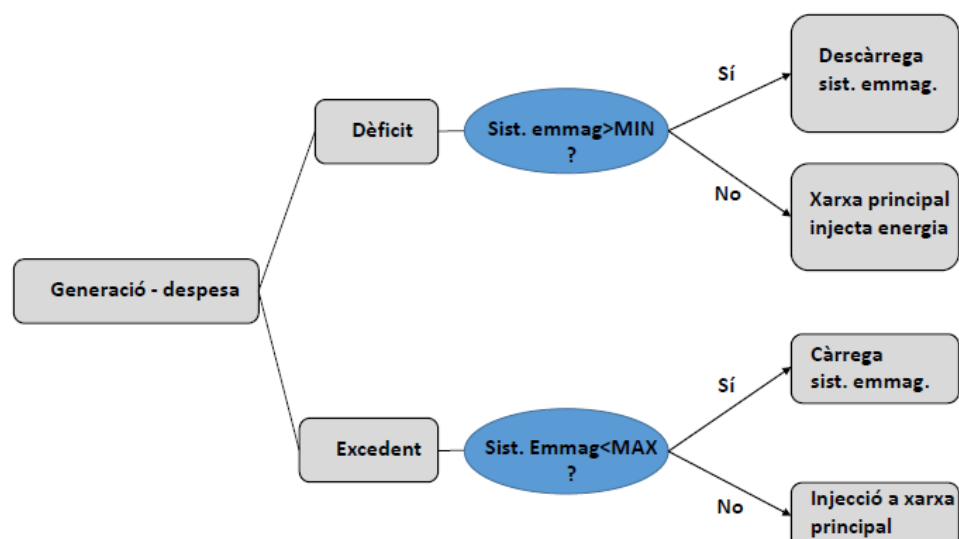 Descàrrega
sist. emmag.
Sí
Dèficit
Sist. emmag>MIN
?
No
Xarxa principal
injecta energia
Generació - despesa
Càrrega
sist. emmag.
Sí
Excedent
Sist. Emmag<MAX
?
No
Injecció a xarxa
principal